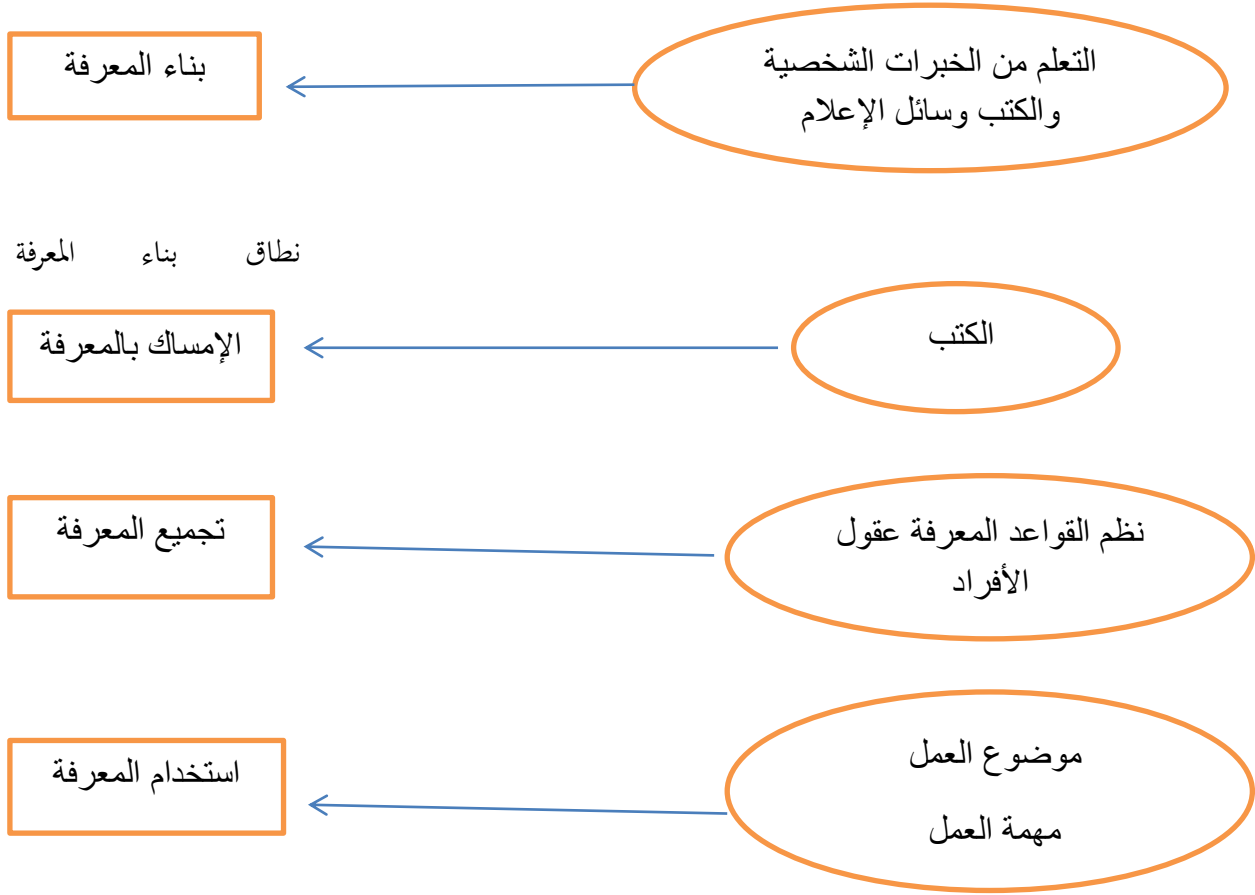 التعلم من الخبرات الشخصية
والكتب وسائل الإعلام
بناء المعرفة
نطاق بناء المعرفة
الكتب
الإمساك بالمعرفة
نظم القواعد المعرفة عقول
الأفراد
تجميع المعرفة
موضوع العمل
مهمة العمل
استخدام المعرفة